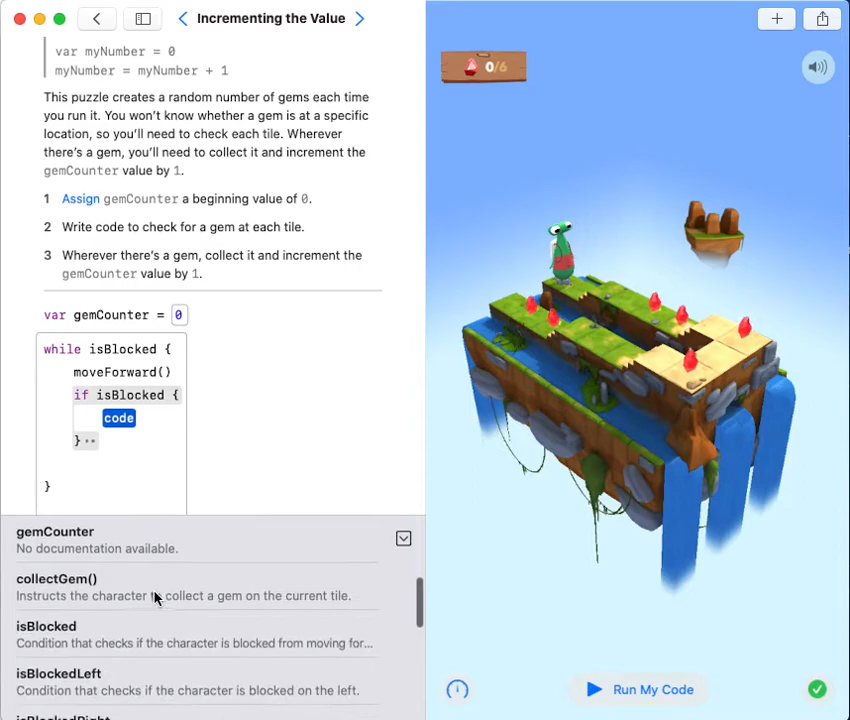 Incrementing the Value
var myNumber = 0
myNumber = myNumber + 1
This puzzle creates a random number of gems each time
you run it. You won't know whether a gem is at a specific
location, so you'll need to check each tile. Wherever
there's a gem, you'll need to collect it and increment the
gemCounter value by 1.
1 Assign gemCounter a beginning value of 0.
2 Write code to check for a gem at each tile.
3 Wherever there's a gem, collect it and increment the
gemCounter value by 1.
var gemCounter = 0
while isBlocked {
moveForward()
if isBlocked {
code
}
}
gemCounter
No documentation available.
collectGem()
Instructs the character to collect a gem on the current tile.
isBlocked
Condition that checks if the character is blocked from moving for...
isBlockedLeft
Condition that checks if the character is blocked on the left.
isBlockedRight
0/6
Run My Code